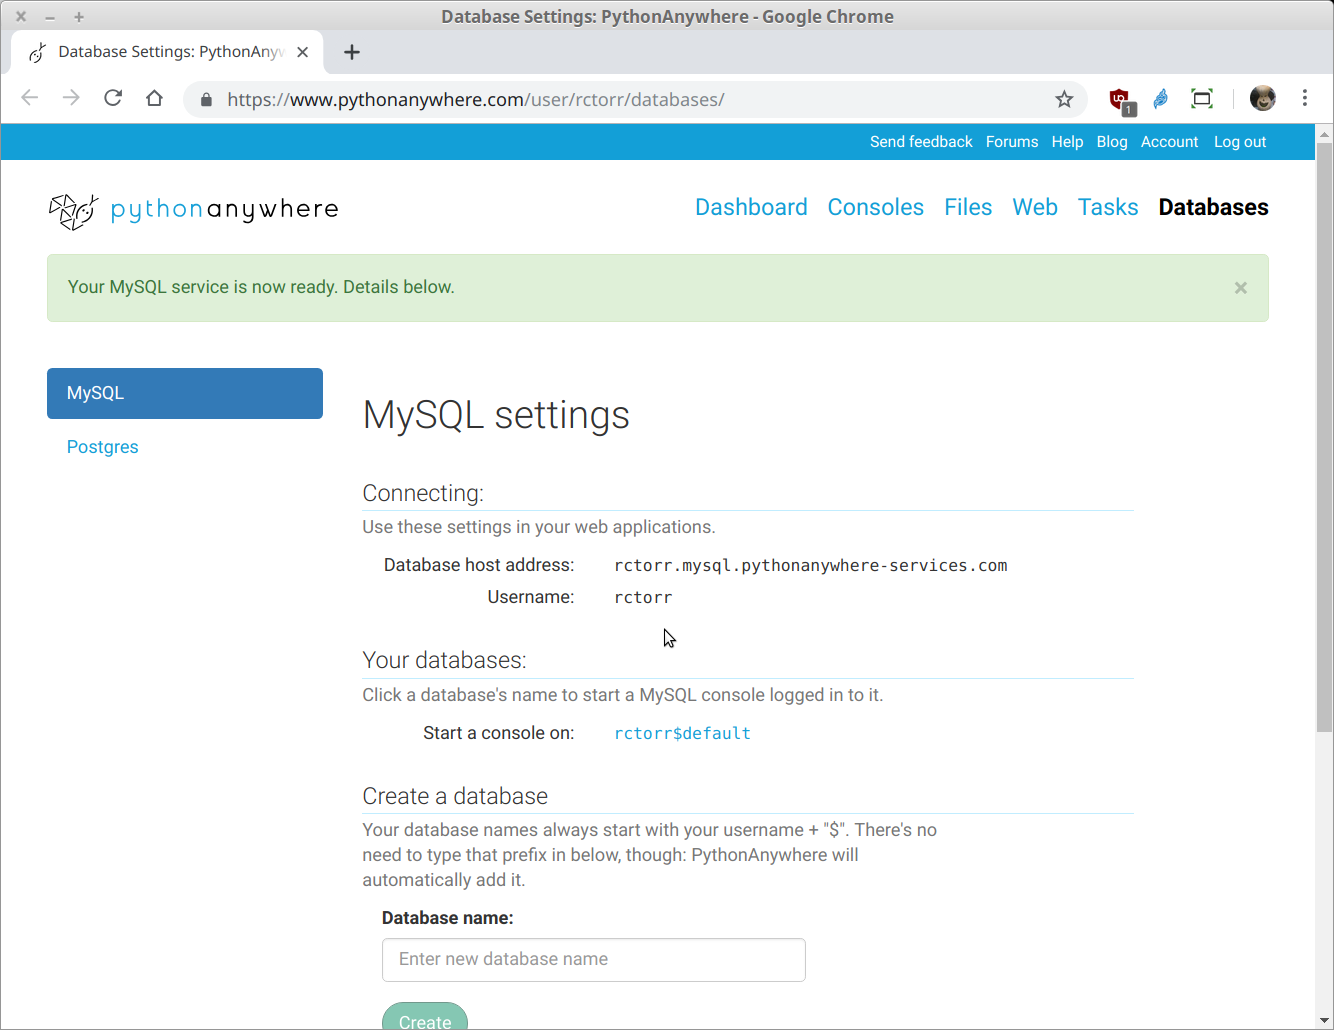 Database Settings: PythonAnywhere - Google Chrome
Database Settings: PythonAnyw
https://www.pythonanywhere.com/user/rctorr/databases/
1
Send feedback Forums Help Blog Account Log out
pythonanywhere
Dashboard Consoles Files Web Tasks Databases
Your MySQL service is now ready. Details below.
MySQL
Postgres
MySQL settings
Connecting:
Use these settings in your web applications.
Database host address: rctorr.mysql.pythonanywhere-services.com
Username: rctorr
Your databases:
Click a database's name to start a MySQL console logged in to it.
Start a console on: rctorr$default
Create a database
Your database names always start with your username + "$". There's no
need to type that prefix in below, though: PythonAnywhere will
automatically add it.
Database name:
Enter new database name
Create